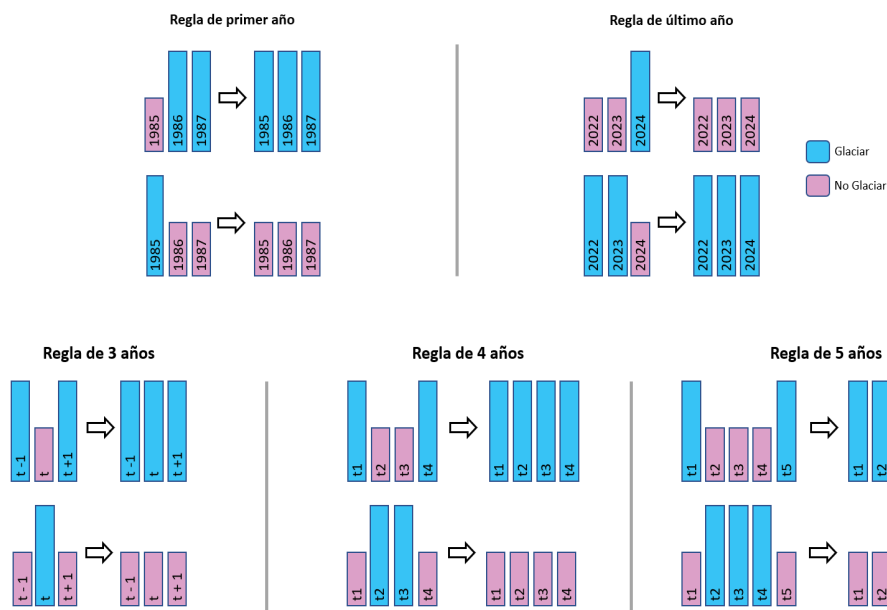 Regla de primer año
Regla de último año
1985 1986 1987 1985 1986 1987
2022 2023 2024 2022 2023 2024
Glaciar
No Glaciar
1985 1986 1987 1985 1986 1987
2022 2023 2024 2022 2023 2024
Regla de 3 años
Regla de 4 años
Regla de 5 años
t -1 t t +1 t -1 t t +1
t1 t2 t3 t4 t1 t2 t3 t4
t1 t2 t3 t4 t5 t1 t2
t - 1 t t + 1 t - 1 t t + 1
t1 t2 t3 t4 t1 t2 t3 t4
t1 t2 t3 t4 t5 t1 t2